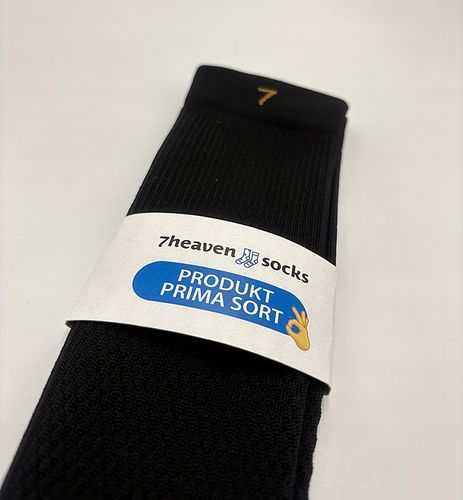 7
7heaven socks
PRODUKT
PRIMA SORT